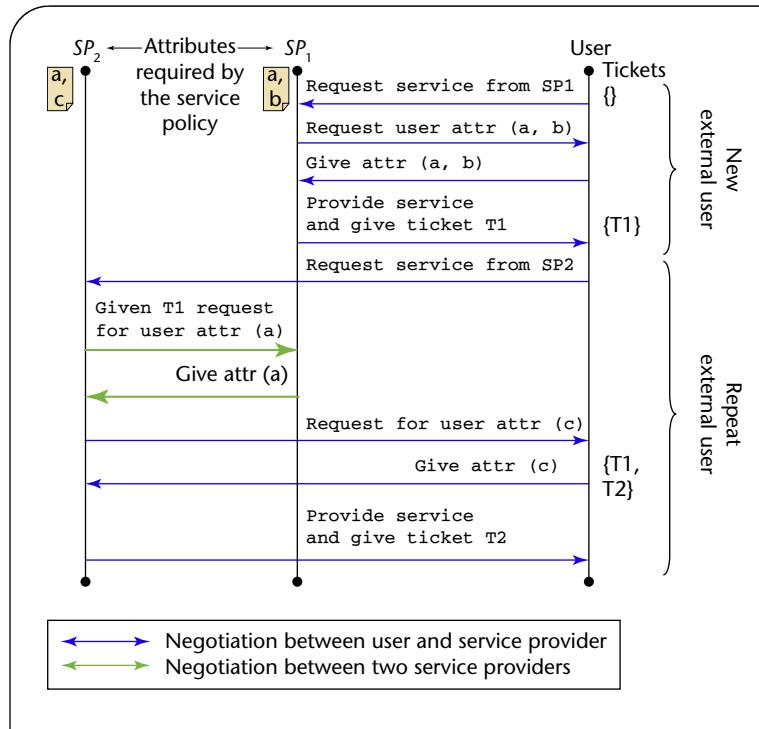 SP2
Attributes required by the service policy
SP1
User
Tickets
a, c
a, b
Request service from SP1
{}
Request user attr (a, b)
Give attr (a, b)
Provide service
and give ticket T1
{T1}
New
external user
Request service from SP2
Given T1 request
for user attr (a)
Give attr (a)
Request for user attr (c)
Give attr (c)
{T1,
T2}
Provide service
and give ticket T2
Repeat
external user
Negotiation between user and service provider
Negotiation between two service providers